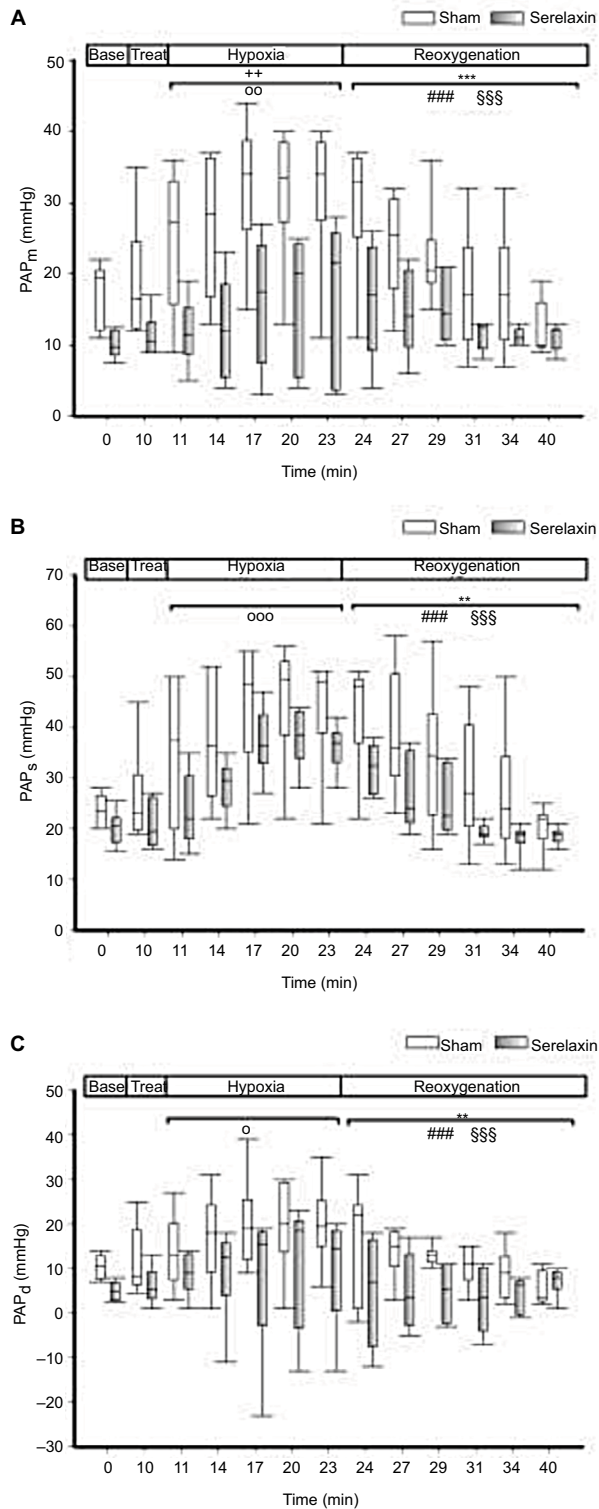 A
Sham Serelaxin
Base Treat Hypoxia Reoxygenation
++ ***
oo ### §§§
50
40
30
20
10
0
PAPm (mmHg)
0 10 11 14 17 20 23 24 27 29 31 34 40
Time (min)
B
Sham Serelaxin
Base Treat Hypoxia Reoxygenation
**
ooo ### §§§
70
60
50
40
30
20
10
0
PAPs (mmHg)
0 10 11 14 17 20 23 24 27 29 31 34 40
Time (min)
C
Sham Serelaxin
Base Treat Hypoxia Reoxygenation
**
o ### §§§
50
40
30
20
10
0
–10
–20
–30
PAPd (mmHg)
0 10 11 14 17 20 23 24 27 29 31 34 40
Time (min)